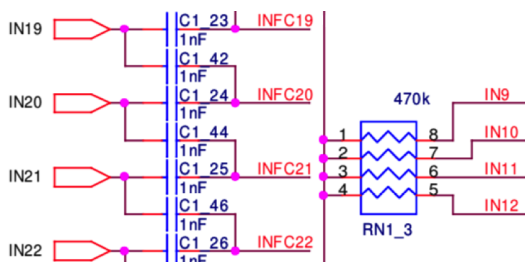 C1_23
IN19 INFC19
1nF
C1_42
1nF
C1_24
IN20 INFC20
1nF
470k IN9
C1_44
1 8 IN10
1nF
2 7
C1_25
IN21 INFC21 3 6 IN11
1nF
4 5 IN12
C1_46
1nF
RN1_3
C1_26
IN22 INFC22
1nF